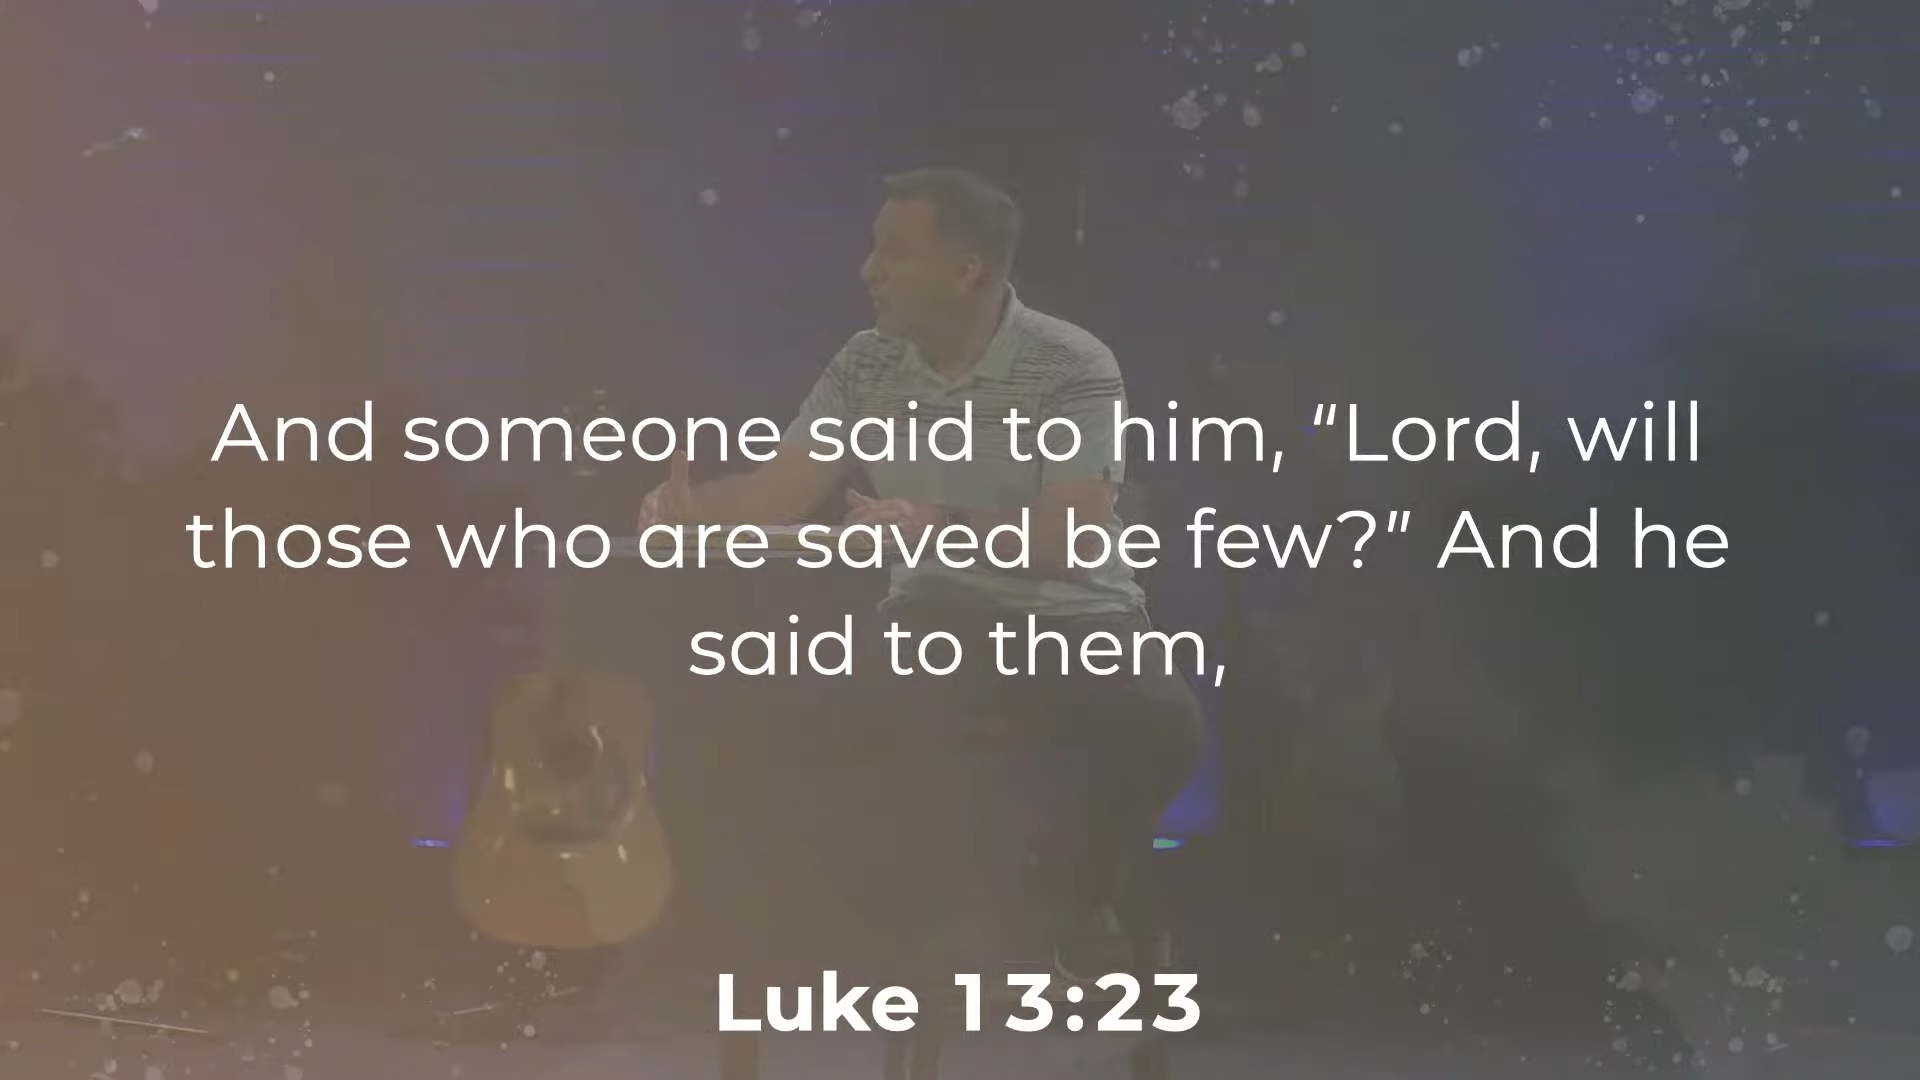 And someone said to him, “Lord, will
those who are saved be few?” And he
said to them,
Luke 13:23